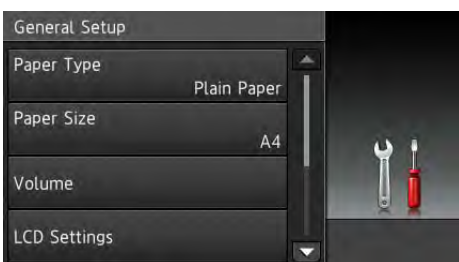 General Setup
Paper Type
Plain Paper
Paper Size
A4
Volume
LCD Settings